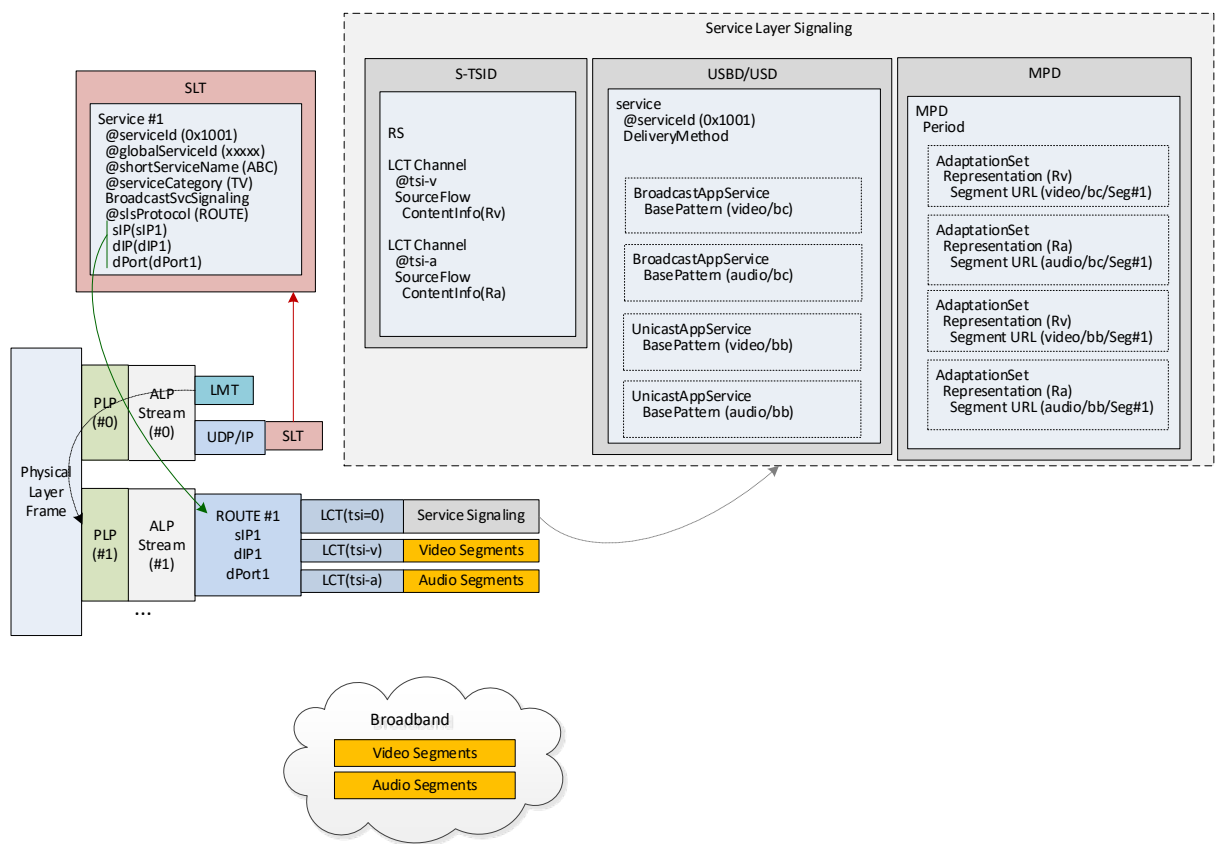 Service Layer Signaling
SLT
Service #1
@serviceId (0x1001)
@globalServiceId (xxxxx)
@shortServiceName (ABC)
@serviceCategory (TV)
BroadcastSvcSignaling
@slsProtocol (ROUTE)
sIP(sIP1)
dIP(dIP1)
dPort(dPort1)
S-TSID
RS
LCT Channel
@tsi-v
SourceFlow
ContentInfo(Rv)
LCT Channel
@tsi-a
SourceFlow
ContentInfo(Ra)
USBD/USD
service
@serviceId (0x1001)
DeliveryMethod
BroadcastAppService
BasePattern (video/bc)
BroadcastAppService
BasePattern (audio/bc)
UnicastAppService
BasePattern (video/bb)
UnicastAppService
BasePattern (audio/bb)
MPD
MPD
Period
AdaptationSet
Representation (Rv)
Segment URL (video/bc/Seg#1)
AdaptationSet
Representation (Ra)
Segment URL (audio/bc/Seg#1)
AdaptationSet
Representation (Rv)
Segment URL (video/bb/Seg#1)
AdaptationSet
Representation (Ra)
Segment URL (audio/bb/Seg#1)
Physical
Layer
Frame
PLP
(#0)
ALP
Stream
(#0)
LMT
UDP/IP
SLT
PLP
(#1)
ALP
Stream
(#1)
ROUTE #1
sIP1
dIP1
dPort1
LCT(tsi=0)
Service Signaling
LCT(tsi-v)
Video Segments
LCT(tsi-a)
Audio Segments
...
Broadband
Video Segments
Audio Segments